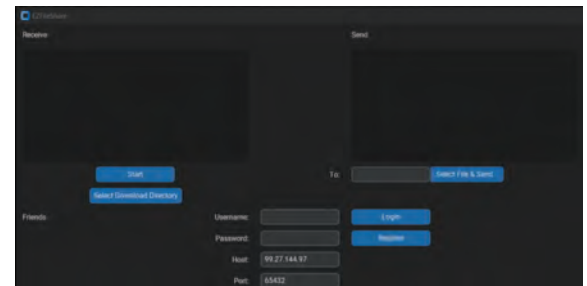 Receive
Send
Start
To:
Select File & Send
Select Download Directory
Friends
Username:
Login
Password:
Register
Host:
99.27.144.97
Port:
65432